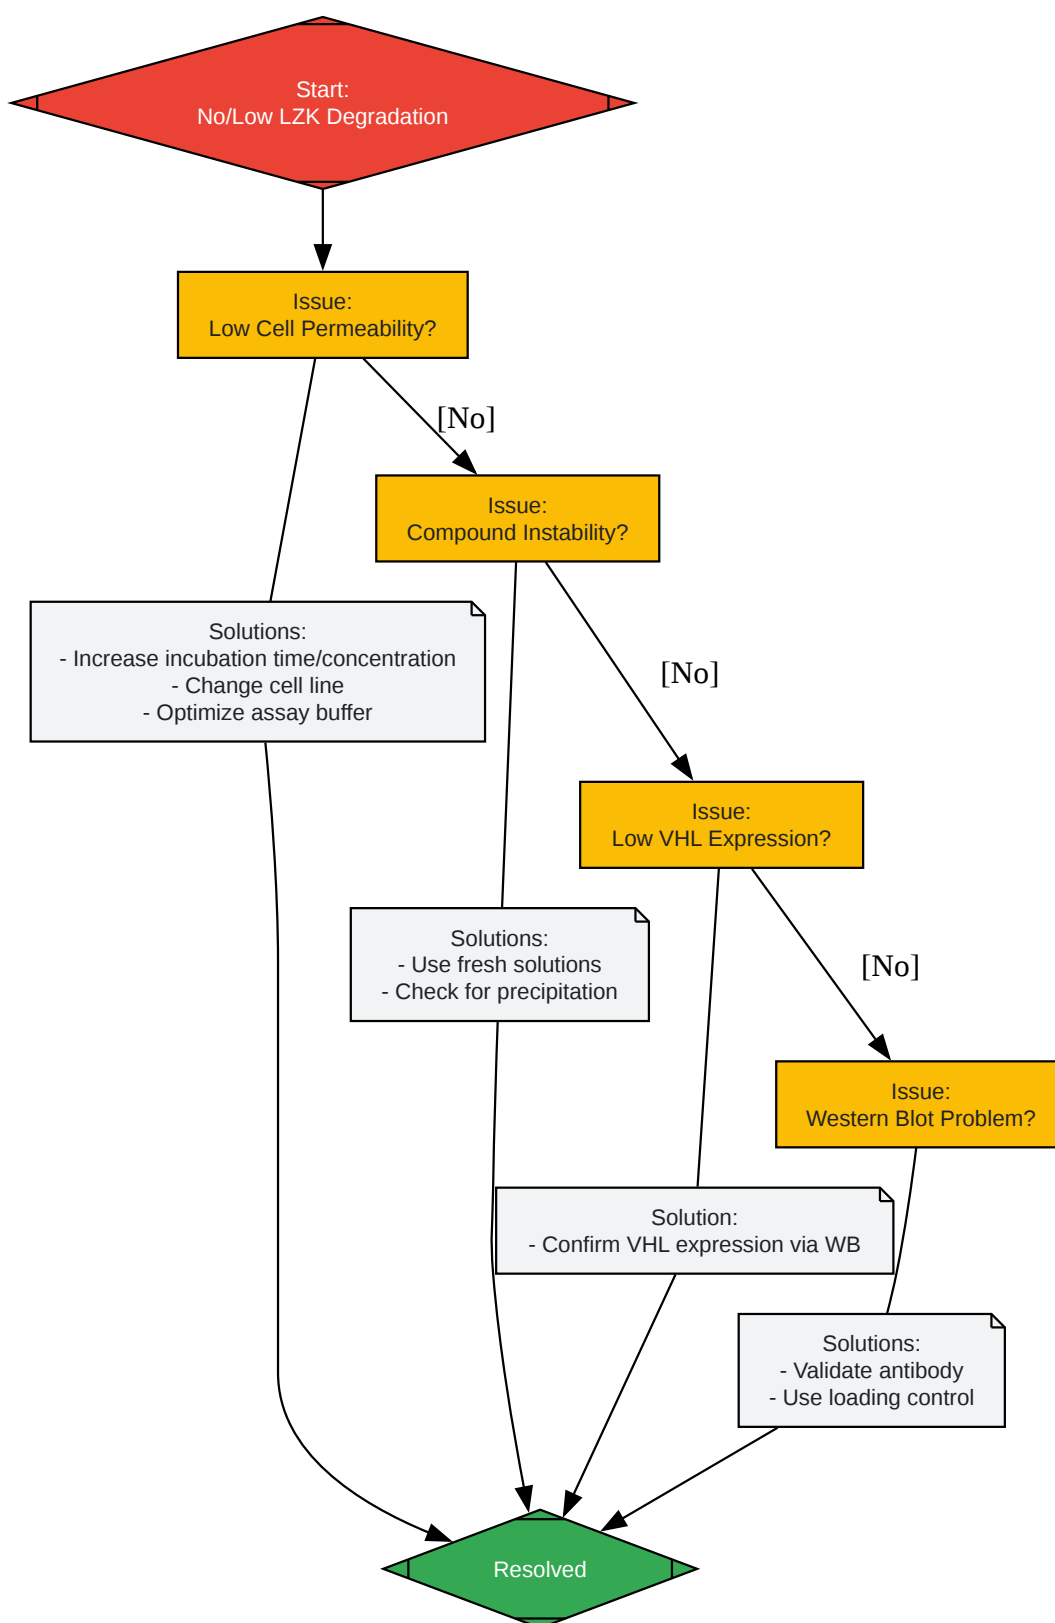 Start:
No/Low LZK Degradation
Issue:
Low Cell Permeability?
[No]
Issue:
Compound Instability?
Solutions:
- Increase incubation time/concentration
- Change cell line
- Optimize assay buffer
[No]
Issue:
Low VHL Expression?
Solutions:
- Use fresh solutions
- Check for precipitation
[No]
Issue:
Western Blot Problem?
Solution:
- Confirm VHL expression via WB
Solutions:
- Validate antibody
- Use loading control
Resolved